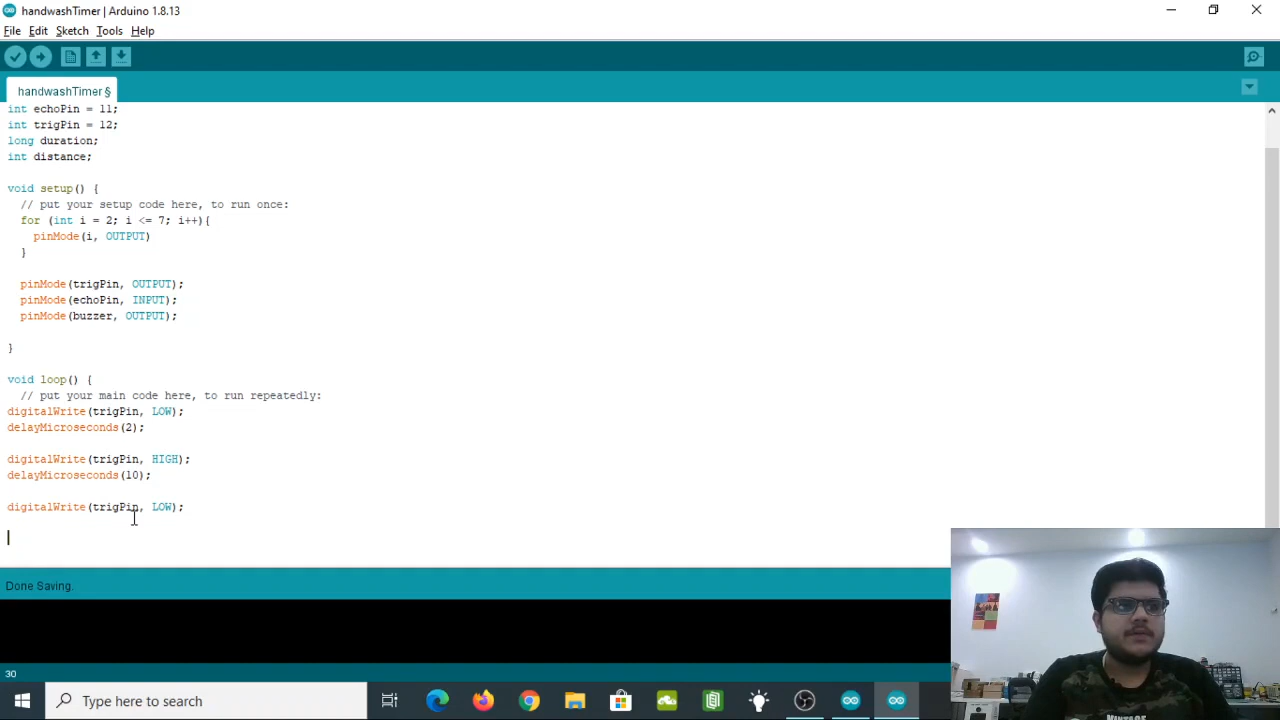 handwashTimer | Arduino 1.8.13
File Edit Sketch Tools Help
handwashTimer §
int echoPin = 11;
int trigPin = 12;
long duration;
int distance;
void setup() {
// put your setup code here, to run once:
for (int i = 2; i <= 7; i++){
pinMode(i, OUTPUT)
}
pinMode(trigPin, OUTPUT);
pinMode(echoPin, INPUT);
pinMode(buzzer, OUTPUT);
}
void loop() {
// put your main code here, to run repeatedly:
digitalWrite(trigPin, LOW);
delayMicroseconds(2);
digitalWrite(trigPin, HIGH);
delayMicroseconds(10);
digitalWrite(trigPin, LOW);
Done Saving.
30
Type here to search
VINTAGE